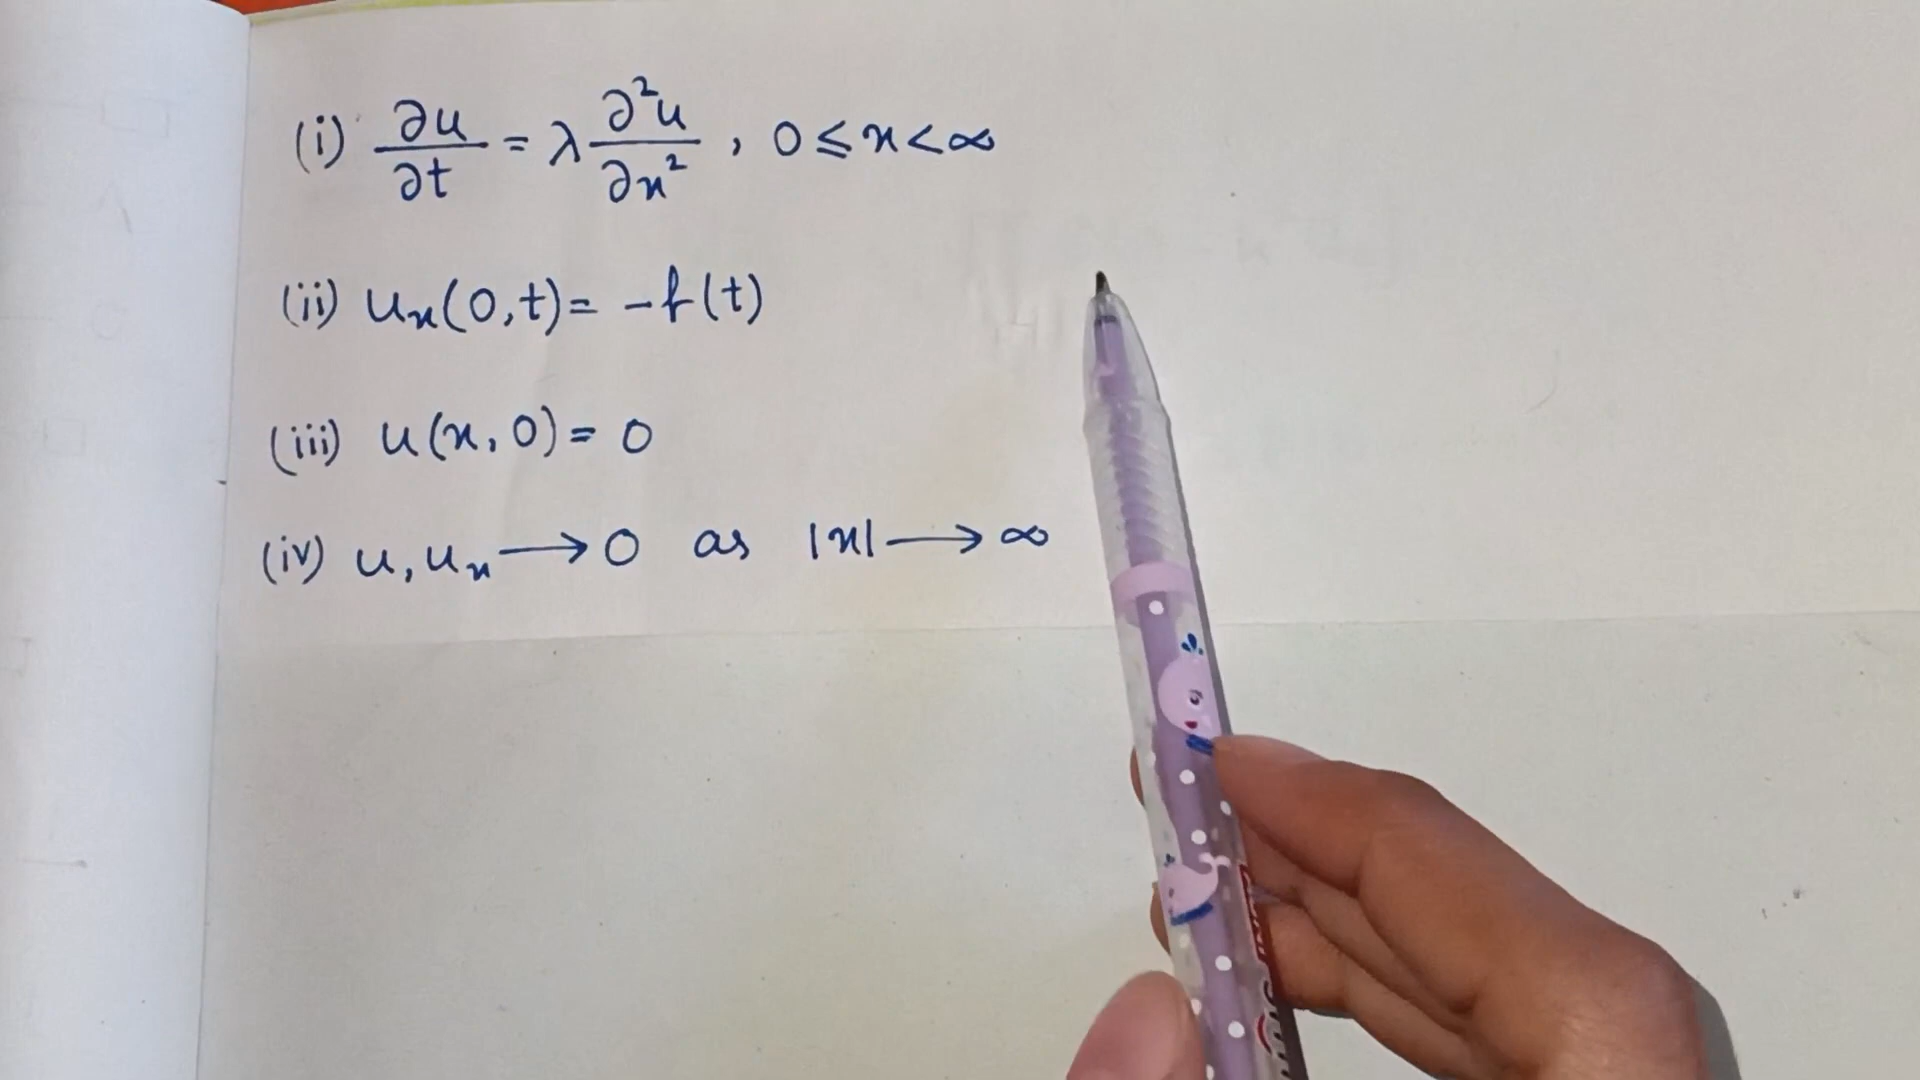 (i) ∂u/∂t = λ ∂²u/∂x² , 0 ≤ x < ∞
(ii) uₓ(0,t) = -f(t)
(iii) u(x,0) = 0
(iv) u, uₓ ⟶ 0 as |x| ⟶ ∞